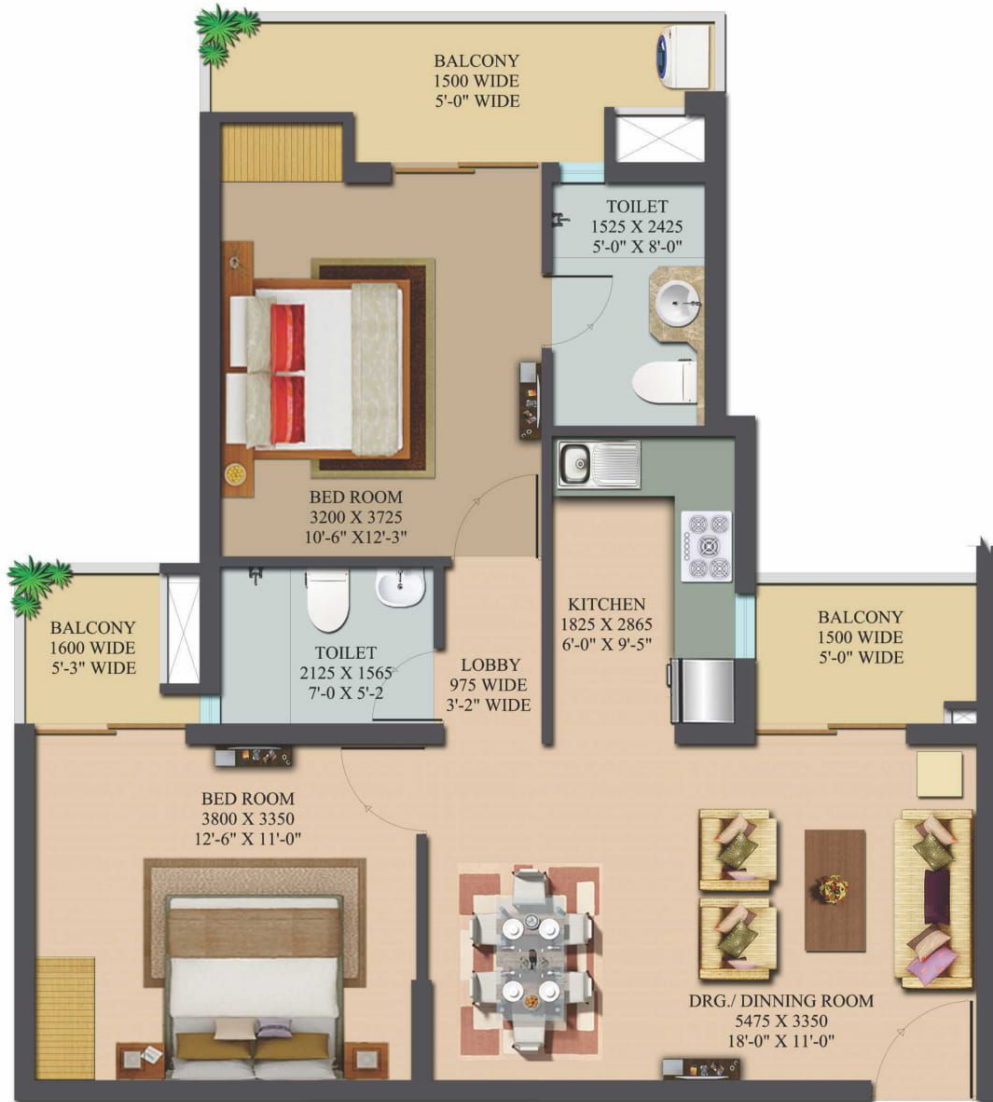 BALCONY
1500 WIDE
5'-0" WIDE
TOILET
1525 X 2425
5'-0" X 8'-0"
BED ROOM
3200 X 3725
10'-6" X12'-3"
BALCONY
1600 WIDE
5'-3" WIDE
TOILET
2125 X 1565
7'-0 X 5'-2
LOBBY
975 WIDE
3'-2" WIDE
KITCHEN
1825 X 2865
6'-0" X 9'-5"
BALCONY
1500 WIDE
5'-0" WIDE
BED ROOM
3800 X 3350
12'-6" X 11'-0"
DRG./ DINNING ROOM
5475 X 3350
18'-0" X 11'-0"